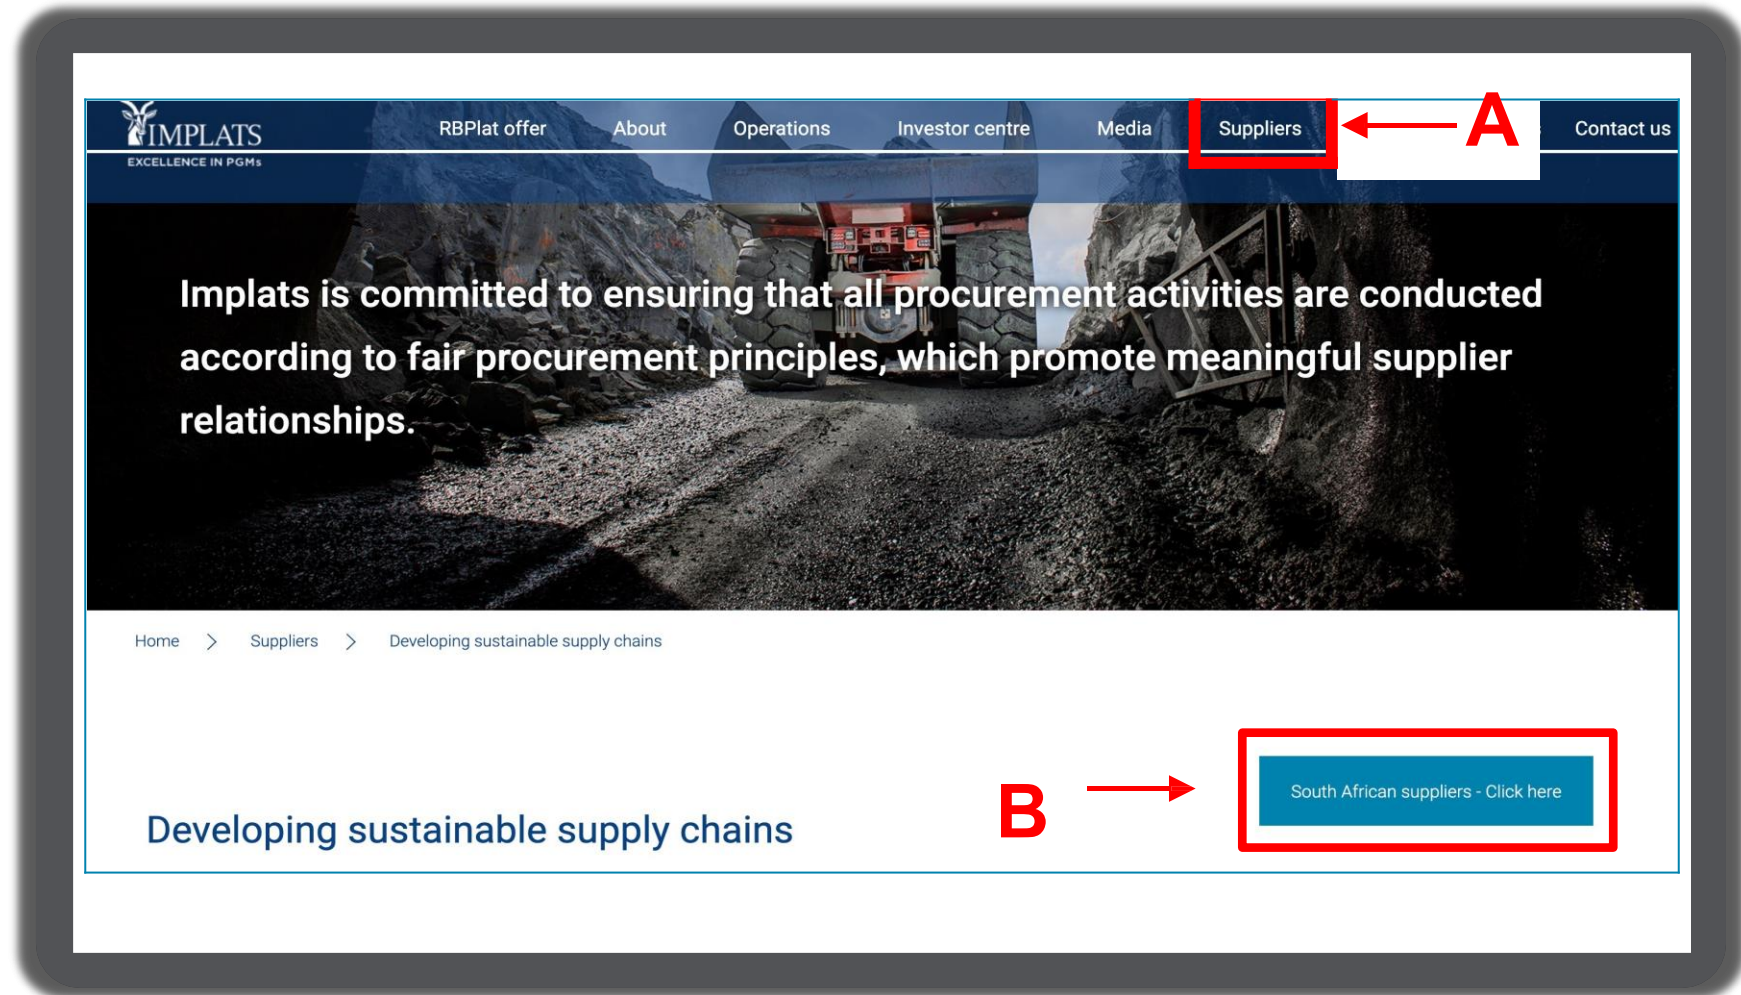 IMPLATS
EXCELLENCE IN PGMs
RBPlat offer About Operations Investor centre Media Suppliers A Contact us
Implats is committed to ensuring that all procurement activities are conducted
according to fair procurement principles, which promote meaningful supplier
relationships.
Home > Suppliers > Developing sustainable supply chains
B
South African suppliers - Click here
Developing sustainable supply chains